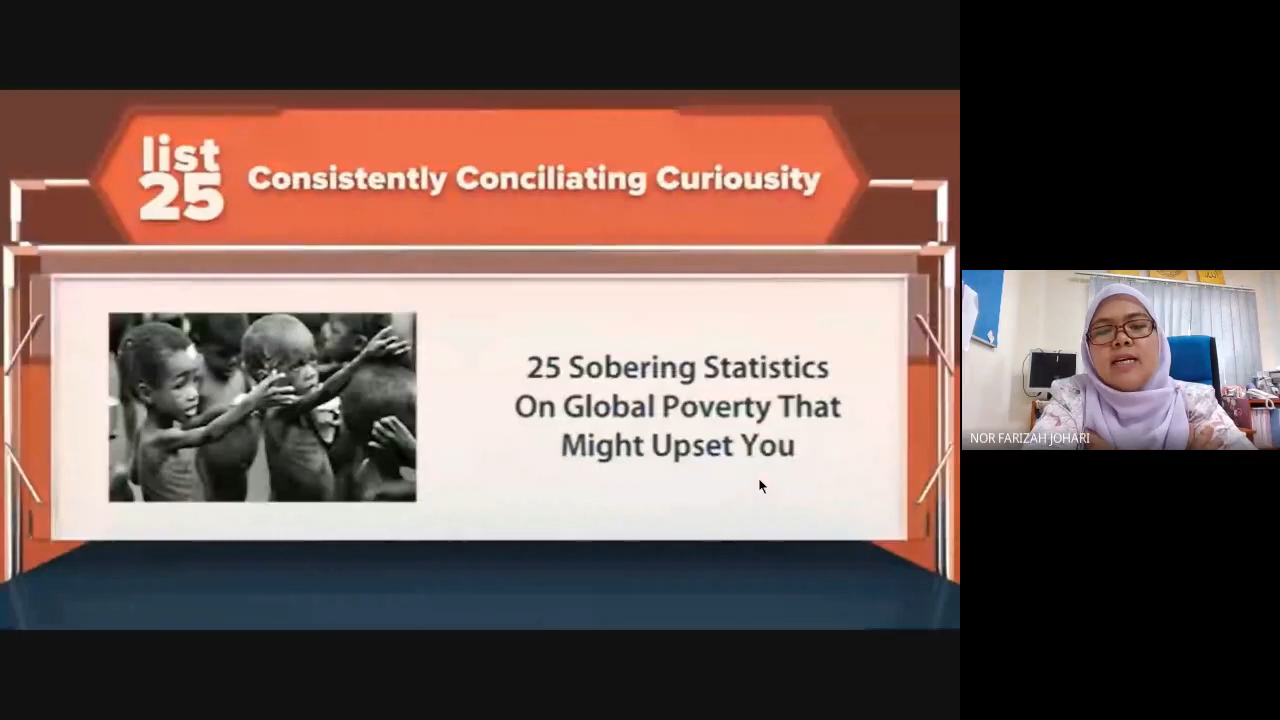 list
25
Consistently Conciliating Curiousity
25 Sobering Statistics
On Global Poverty That
Might Upset You
NOR FARIZAH JOHARI